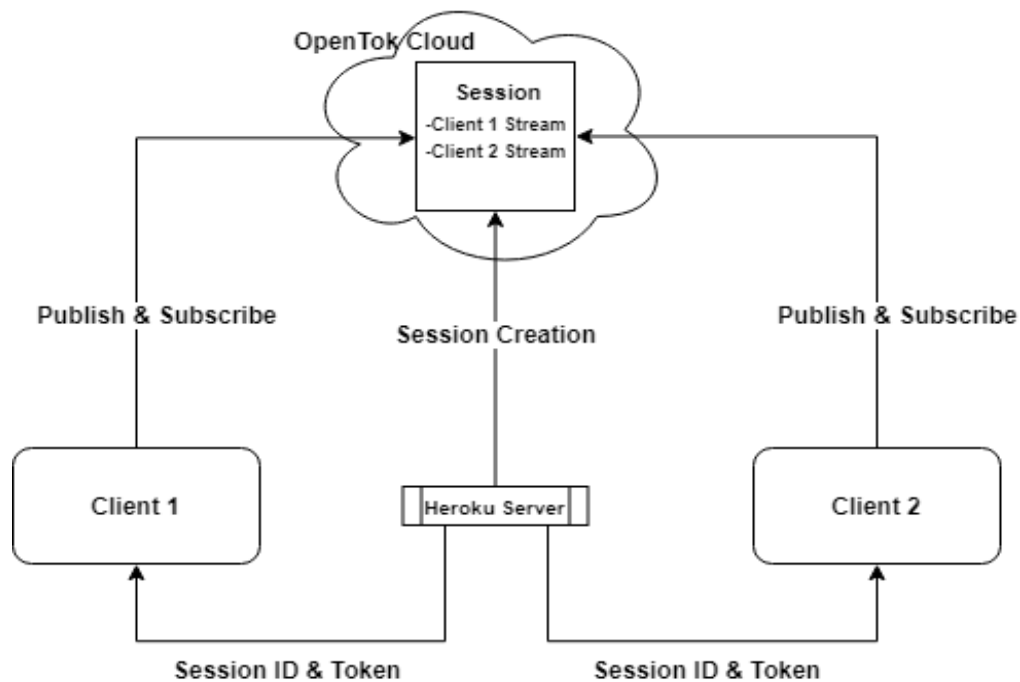 OpenTok Cloud
Session
-Client 1 Stream
-Client 2 Stream
Publish & Subscribe
Session Creation
Publish & Subscribe
Client 1
Heroku Server
Client 2
Session ID & Token
Session ID & Token